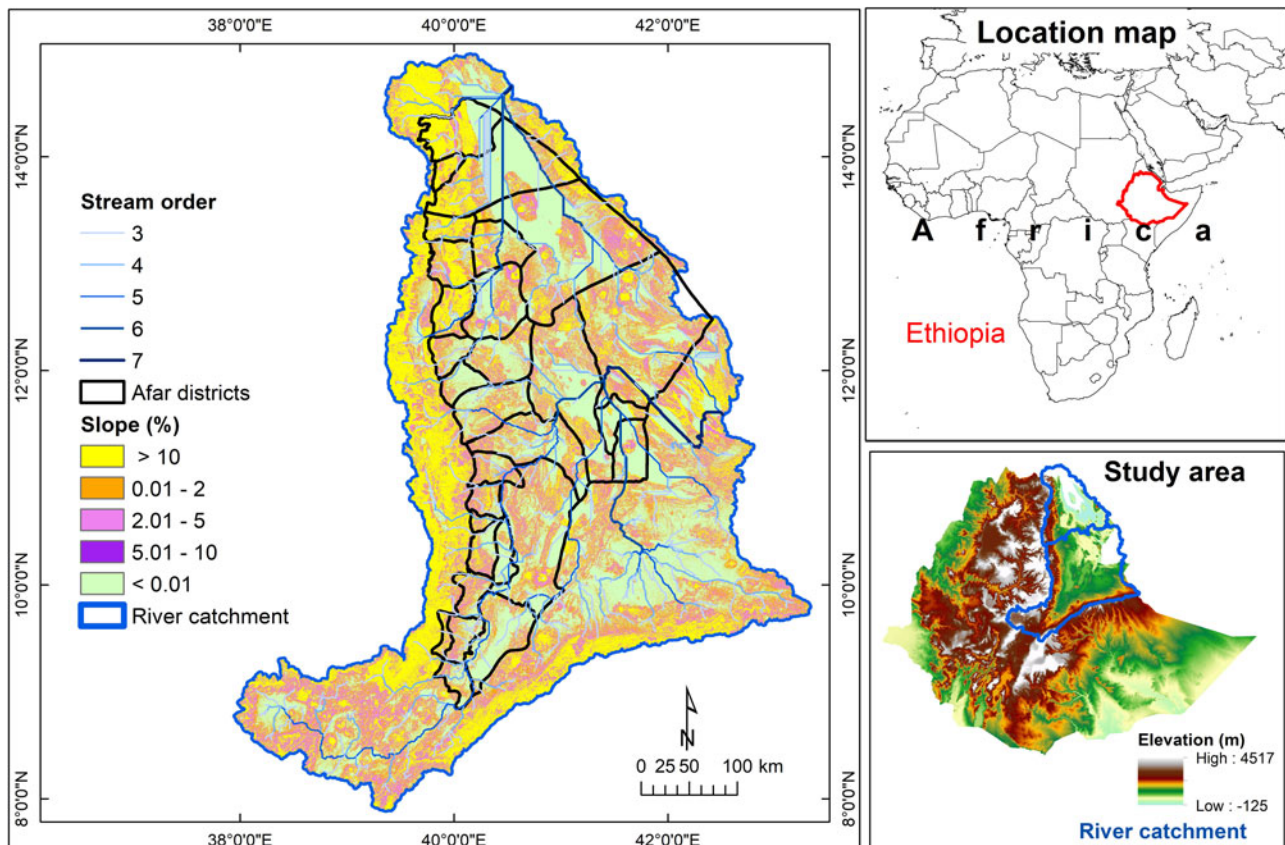 38°0'0"E
40°0'0"E
42°0'0"E
14°0'0"N
12°0'0"N
10°0'0"N
8°0'0"N
Stream order
3
4
5
6
7
Afar districts
Slope (%)
> 10
0.01 - 2
2.01 - 5
5.01 - 10
< 0.01
River catchment
N
0 25 50 100 km
14°0'0"N
12°0'0"N
10°0'0"N
8°0'0"N
38°0'0"E
40°0'0"E
42°0'0"E
Location map
A f r i c a
Ethiopia
Study area
Elevation (m)
High : 4517
Low : -125
River catchment